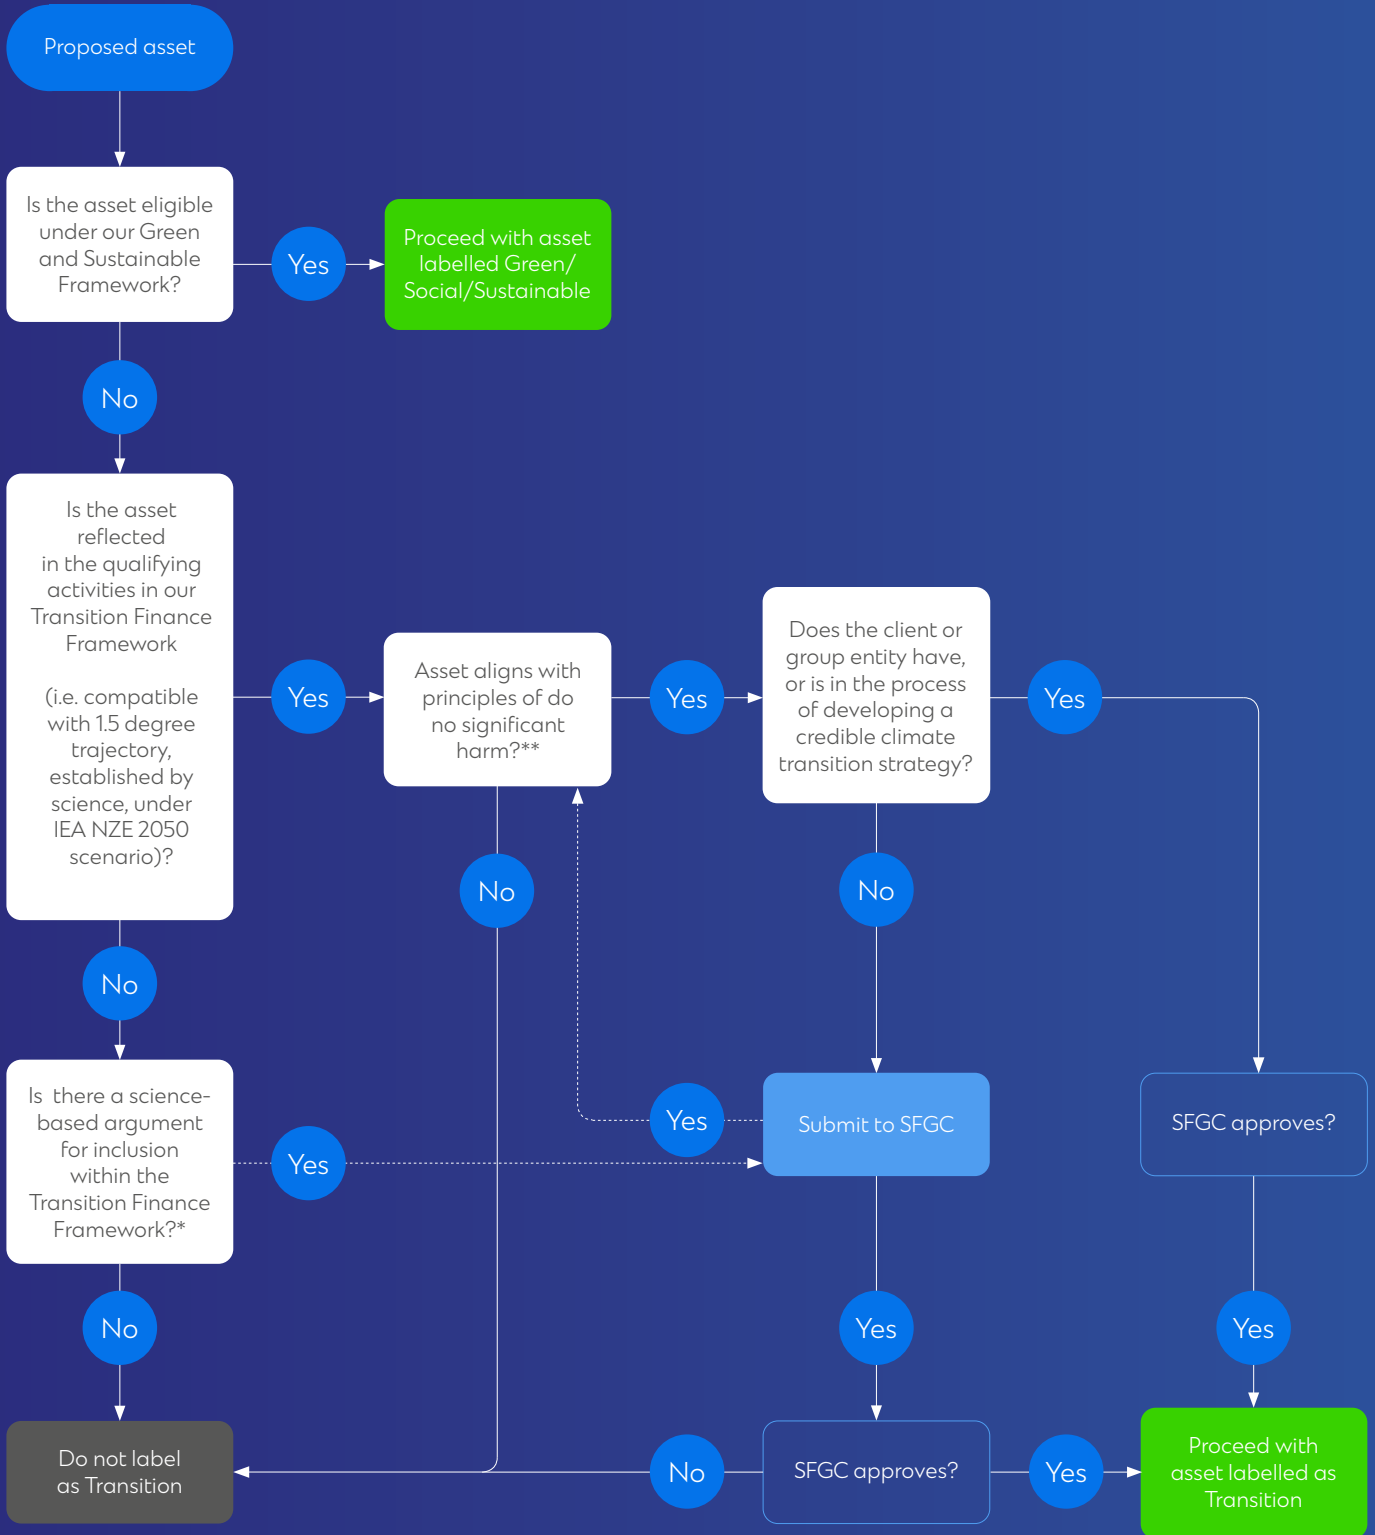 Proposed asset
Is the asset eligible
under our Green
and Sustainable
Framework?
Yes
Proceed with asset
labelled Green/
Social/Sustainable
No
Is the asset
reflected
in the qualifying
activities in our
Transition Finance
Framework
(i.e. compatible
with 1.5 degree
trajectory,
established by
science, under
IEA NZE 2050
scenario)?
Yes
Asset aligns with
principles of do
no significant
harm?**
Yes
Does the client or
group entity have,
or is in the process
of developing a
credible climate
transition strategy?
Yes
No
No
No
Is  there a science-
based argument
for inclusion
within the
Transition Finance
Framework?*
Yes
Yes
Submit to SFGC
SFGC approves?
No
Yes
Yes
Do not label
as Transition
No
SFGC approves?
Yes
Proceed with
asset labelled as
Transition